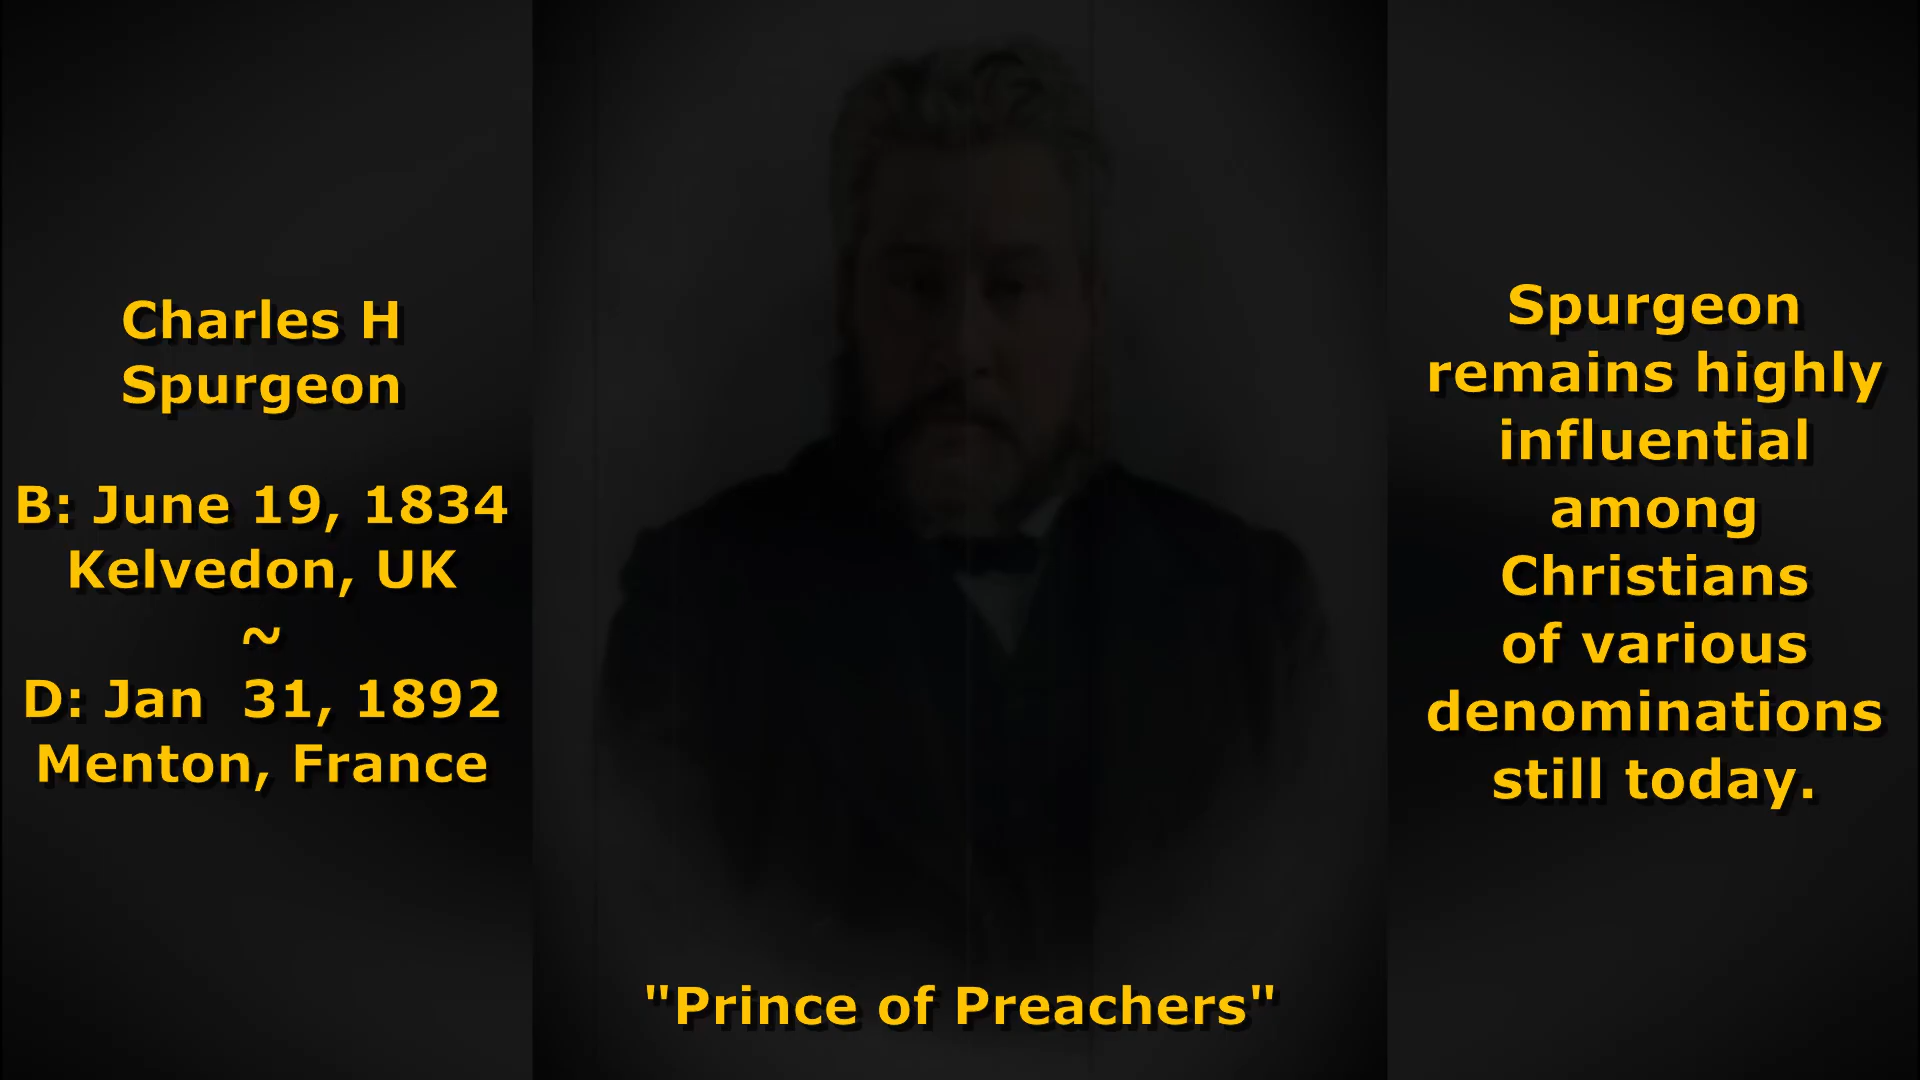 Charles H
Spurgeon
B: June 19, 1834
Kelvedon, UK
~
D: Jan  31, 1892
Menton, France
Spurgeon
remains highly
influential
among
Christians
of various
denominations
still today.
"Prince of Preachers"